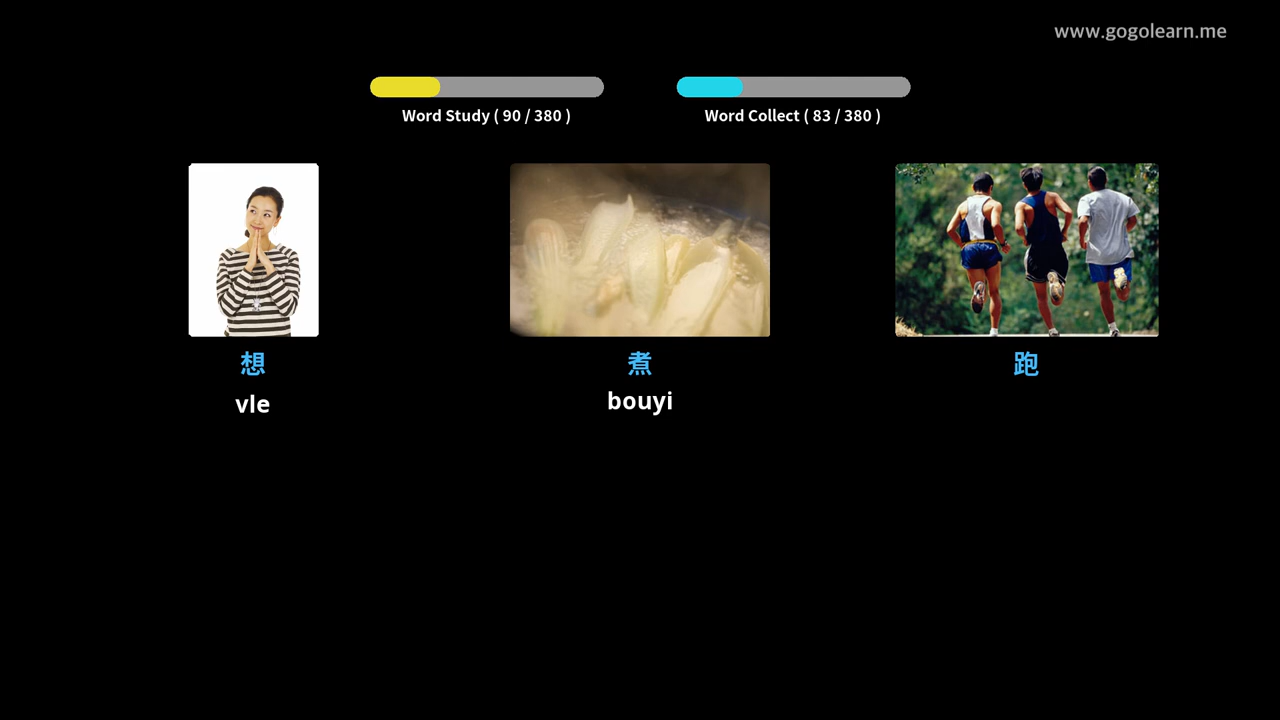 www.gogolearn.me
Word Study ( 90 / 380 )
Word Collect ( 83 / 380 )
想
煮
跑
vle
bouyi